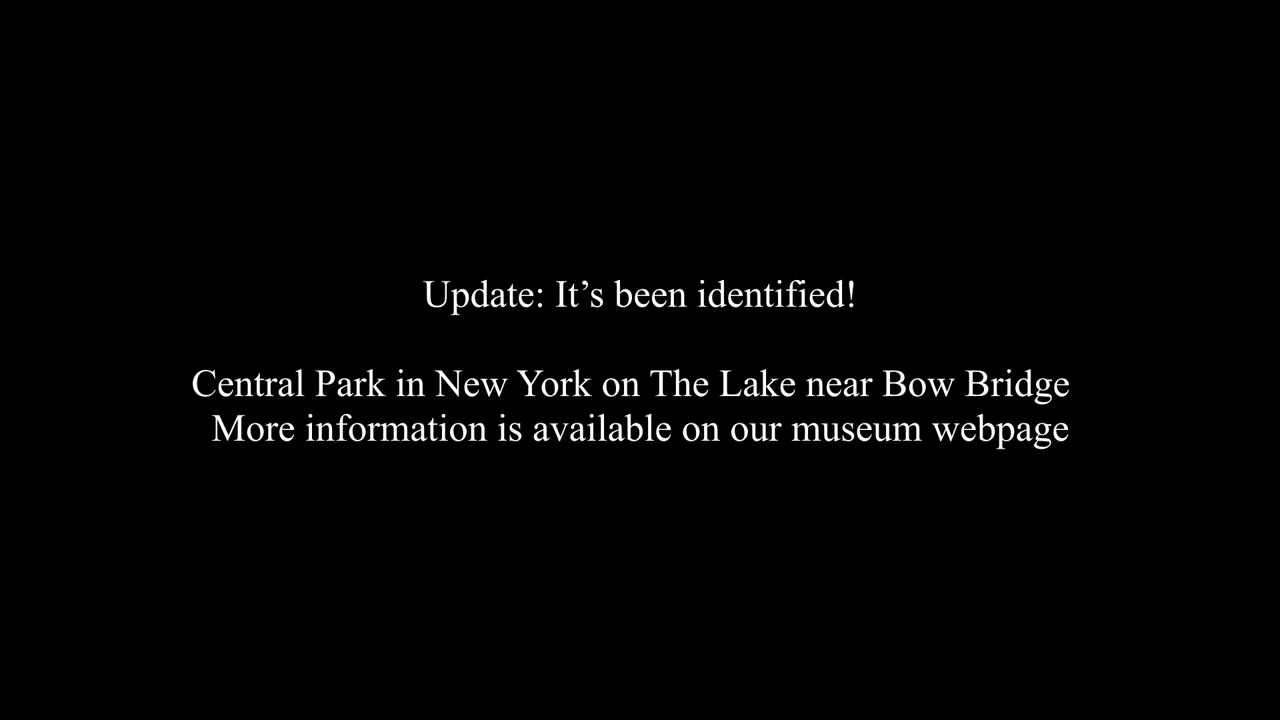 Update: It’s been identified!
Central Park in New York on The Lake near Bow Bridge
More information is available on our museum webpage